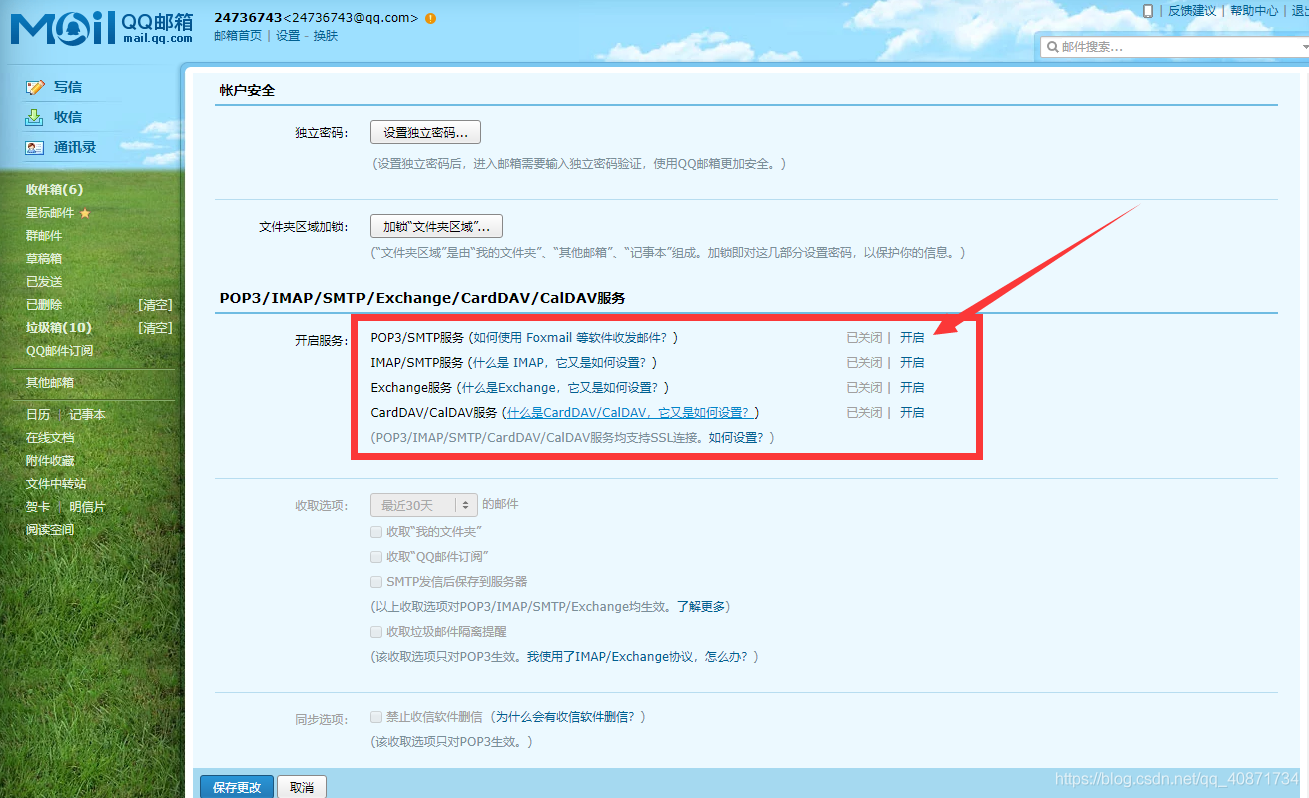 Mail QQ邮箱
mail.qq.com
24736743<24736743@qq.com>
邮箱首页 | 设置 - 换肤
| 反馈建议 | 帮助中心 | 退出
邮件搜索...
写信
收信
通讯录
收件箱(6)
星标邮件
群邮件
草稿箱
已发送
已删除 [清空]
垃圾箱(10) [清空]
QQ邮件订阅
其他邮箱
日历 记事本
在线文档
附件收藏
文件中转站
贺卡 明信片
阅读空间
帐户安全
独立密码: 设置独立密码...
(设置独立密码后，进入邮箱需要输入独立密码验证，使用QQ邮箱更加安全。)
文件夹区域加锁: 加锁“文件夹区域”...
(“文件夹区域”是由“我的文件夹”、“其他邮箱”、“记事本”组成。加锁即对这几部分设置密码，以保护你的信息。)
POP3/IMAP/SMTP/Exchange/CardDAV/CalDAV服务
开启服务: POP3/SMTP服务 (如何使用 Foxmail 等软件收发邮件？) 已关闭 | 开启
IMAP/SMTP服务 (什么是 IMAP，它又是如何设置？) 已关闭 | 开启
Exchange服务 (什么是Exchange，它又是如何设置？) 已关闭 | 开启
CardDAV/CalDAV服务 (什么是CardDAV/CalDAV，它又是如何设置？) 已关闭 | 开启
(POP3/IMAP/SMTP/CardDAV/CalDAV服务均支持SSL连接。如何设置？)
收取选项: 最近30天 的邮件
收取“我的文件夹”
收取“QQ邮件订阅”
SMTP发信后保存到服务器
(以上收取选项对POP3/IMAP/SMTP/Exchange均生效。了解更多)
收取垃圾邮件隔离提醒
(该收取选项只对POP3生效。我使用了IMAP/Exchange协议，怎么办？)
同步选项: 禁止收信软件删信 (为什么会有收信软件删信？)
(该收取选项只对POP3生效。)
保存更改 取消
https://blog.csdn.net/qq_40871734